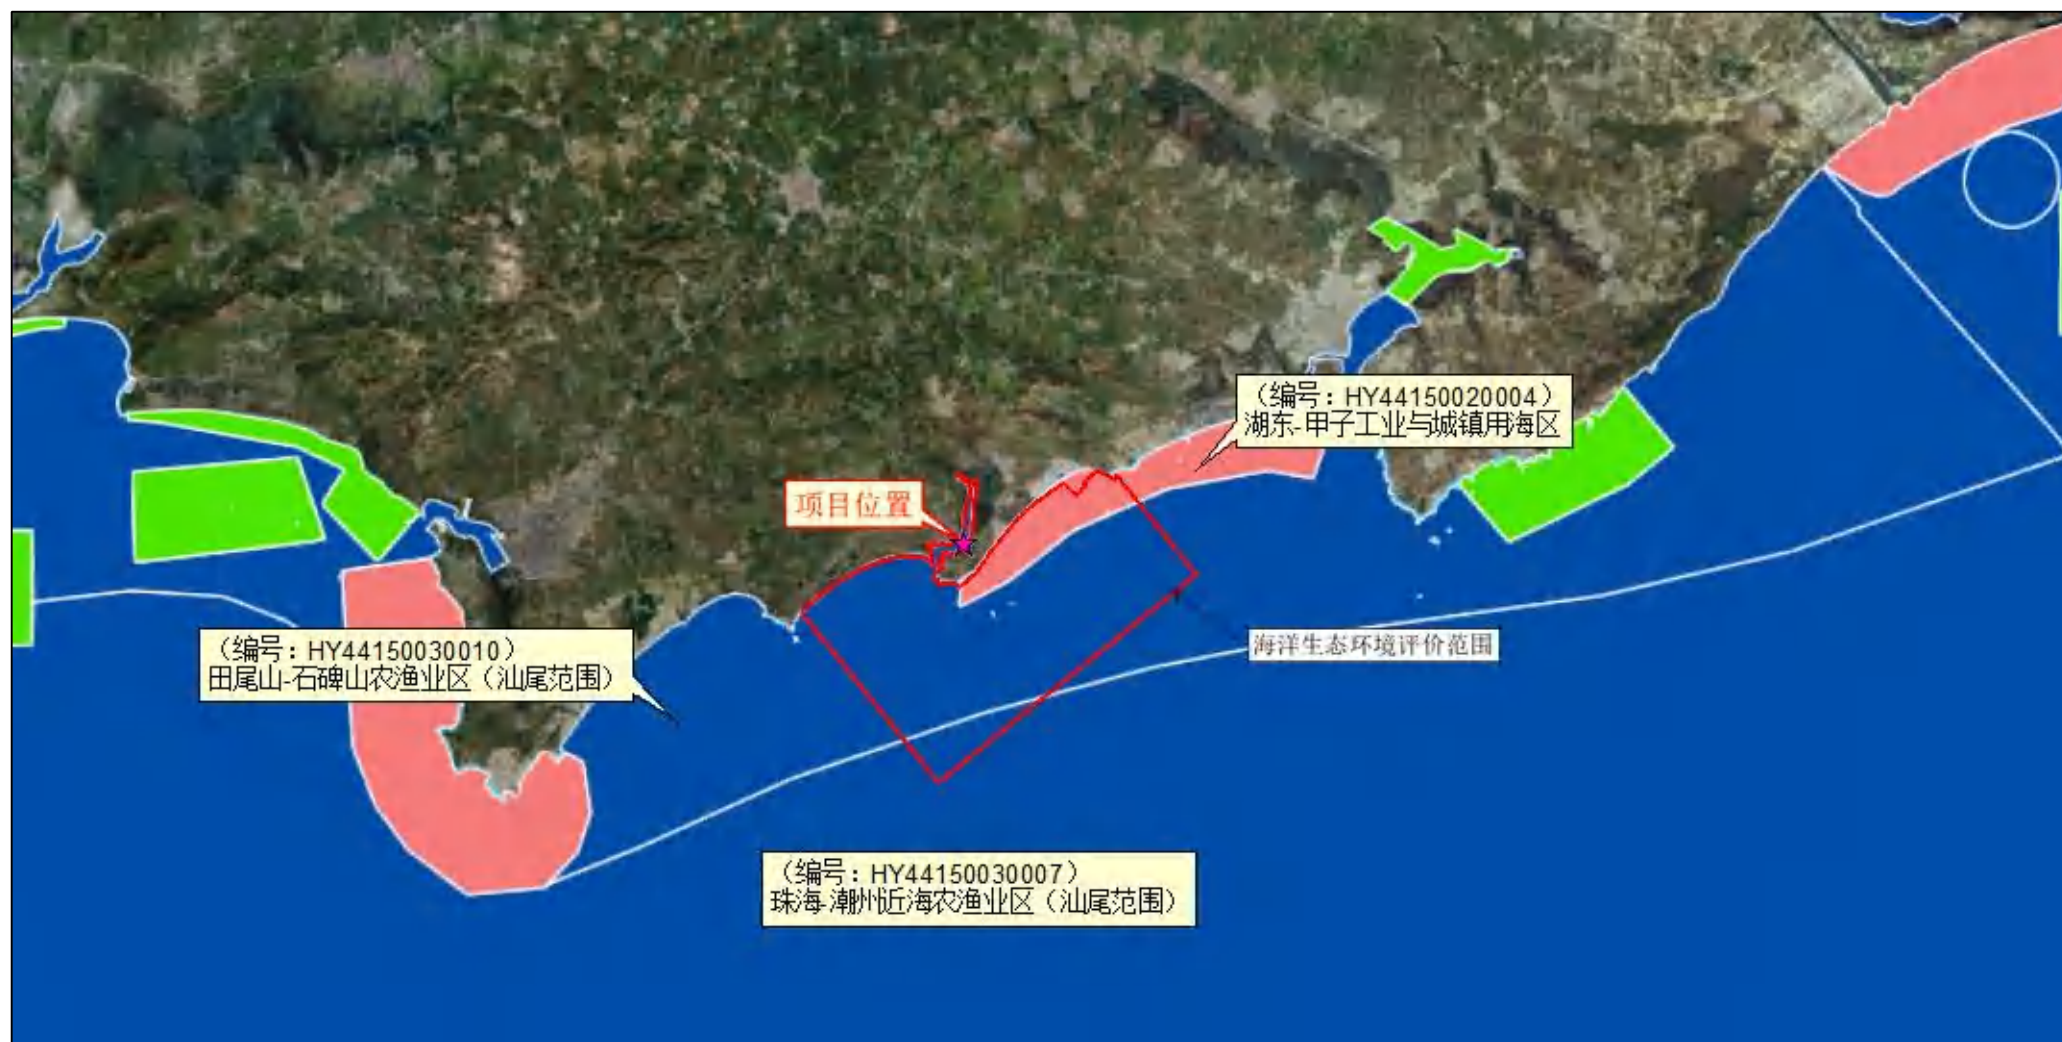 （编号：HY44150020004）
湖东-甲子工业与城镇用海区
项目位置
（编号：HY44150030010）
田尾山-石碑山农渔业区（汕尾范围）
海洋生态环境评价范围
（编号：HY44150030007）
珠海-潮州近海农渔业区（汕尾范围）